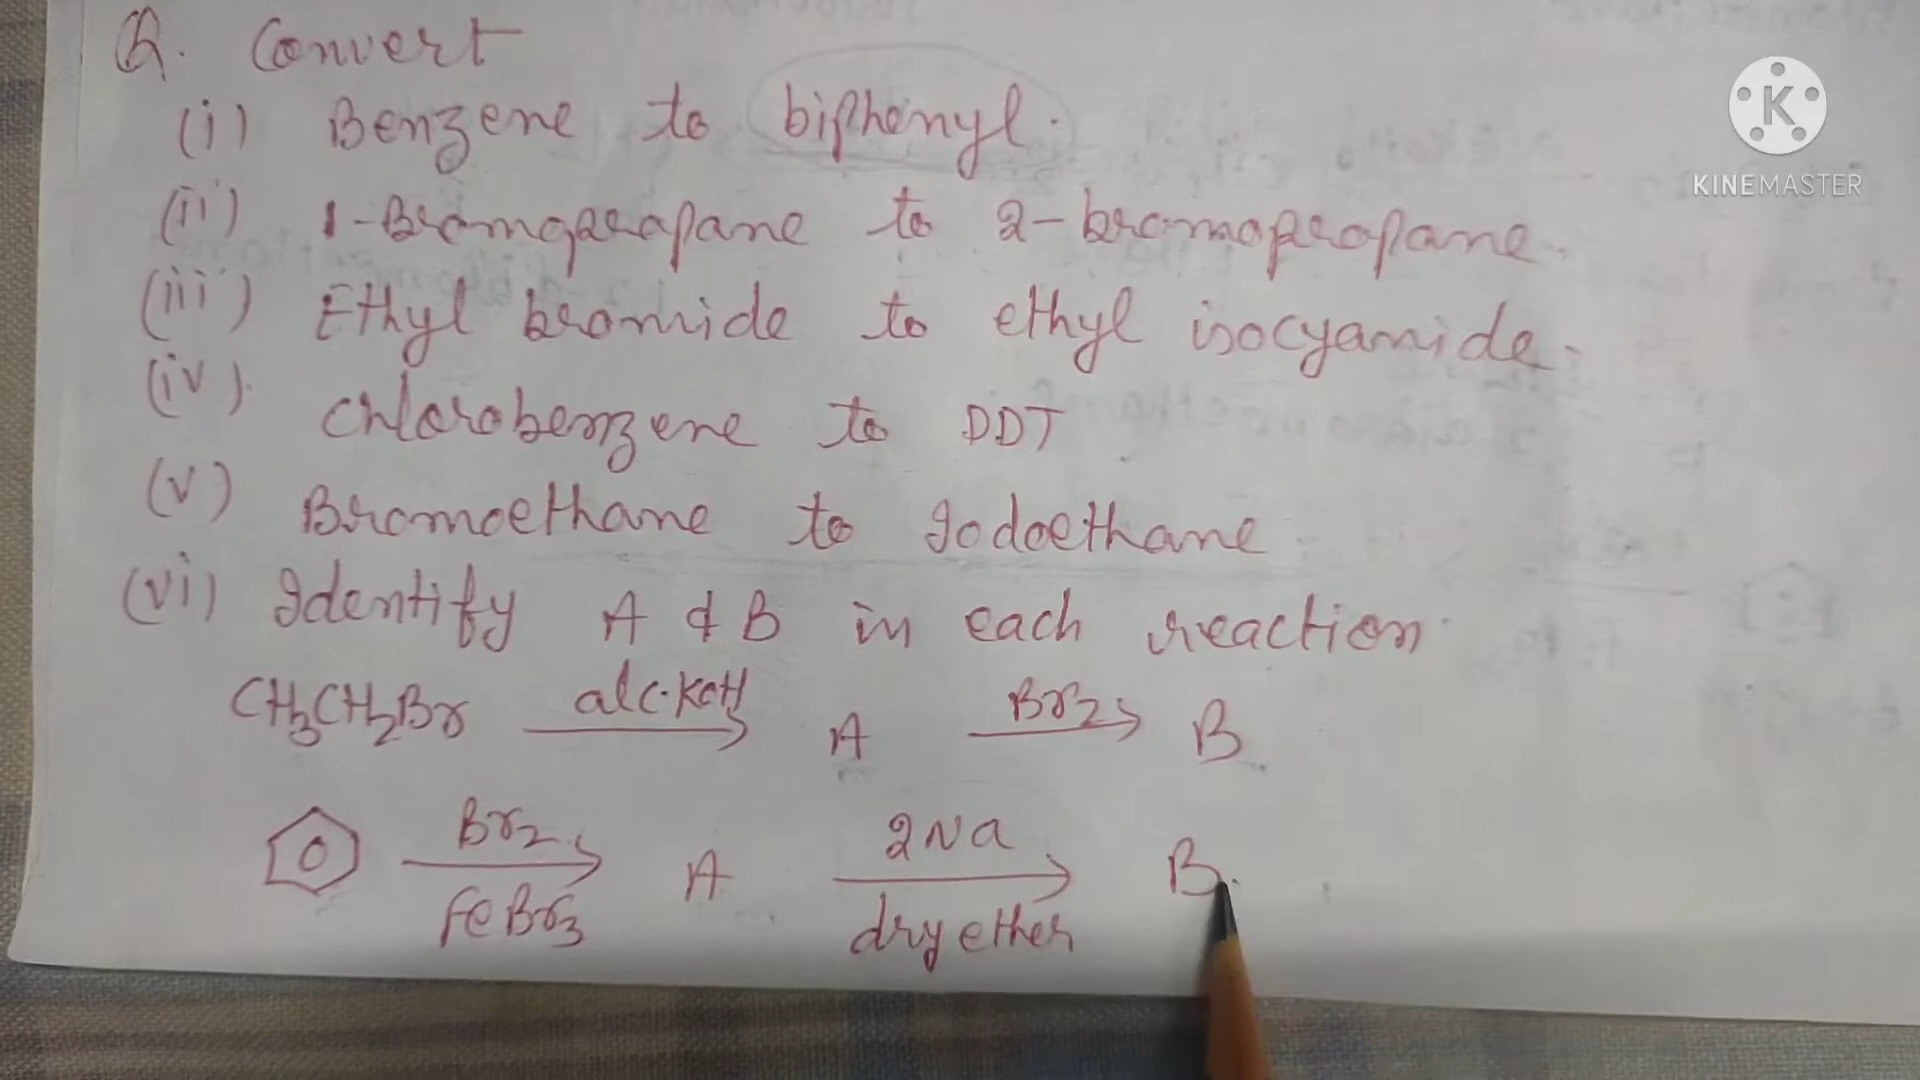 Q. Convert
(i) Benzene to biphenyl.
(ii) 1-Bromopropane to 2-bromopropane.
(iii) Ethyl bromide to ethyl isocyanide.
(iv). Chlorobenzene to DDT
(v) Bromoethane to Iodoethane
(vi) Identify A & B in each reaction.
CH3CH2Br alc.KOH A Br2 B
Br2 FeBr3 A 2Na dry ether B.
K
KINEMASTER